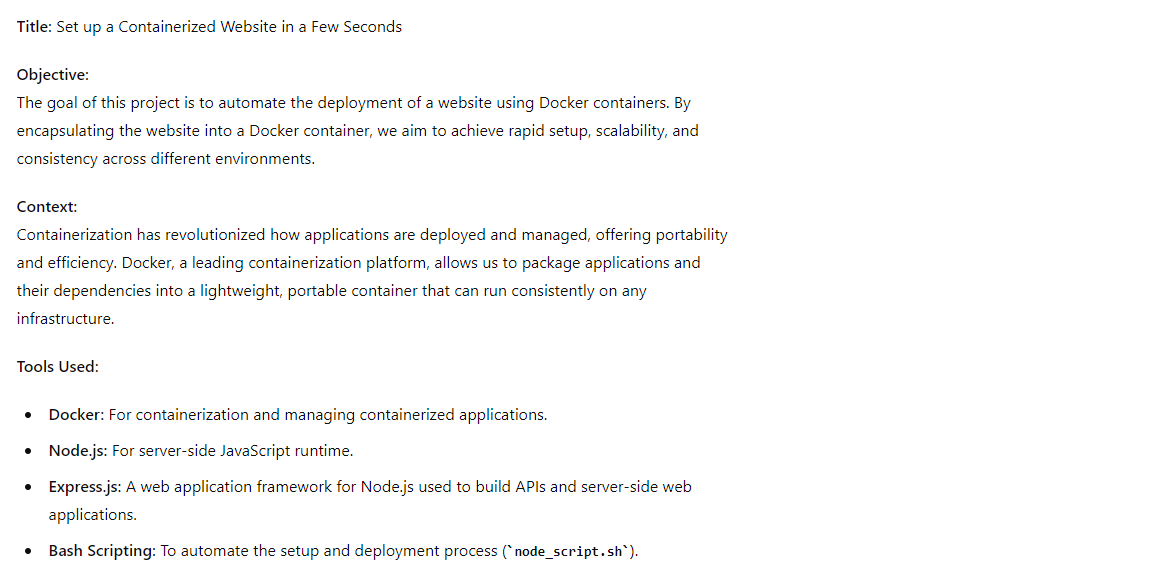 Title: Set up a Containerized Website in a Few Seconds
Objective:
The goal of this project is to automate the deployment of a website using Docker containers. By
encapsulating the website into a Docker container, we aim to achieve rapid setup, scalability, and
consistency across different environments.
Context:
Containerization has revolutionized how applications are deployed and managed, offering portability
and efficiency. Docker, a leading containerization platform, allows us to package applications and
their dependencies into a lightweight, portable container that can run consistently on any
infrastructure.
Tools Used:
• Docker: For containerization and managing containerized applications.
• Node.js: For server-side JavaScript runtime.
• Express.js: A web application framework for Node.js used to build APIs and server-side web
applications.
• Bash Scripting: To automate the setup and deployment process (`node_script.sh`).